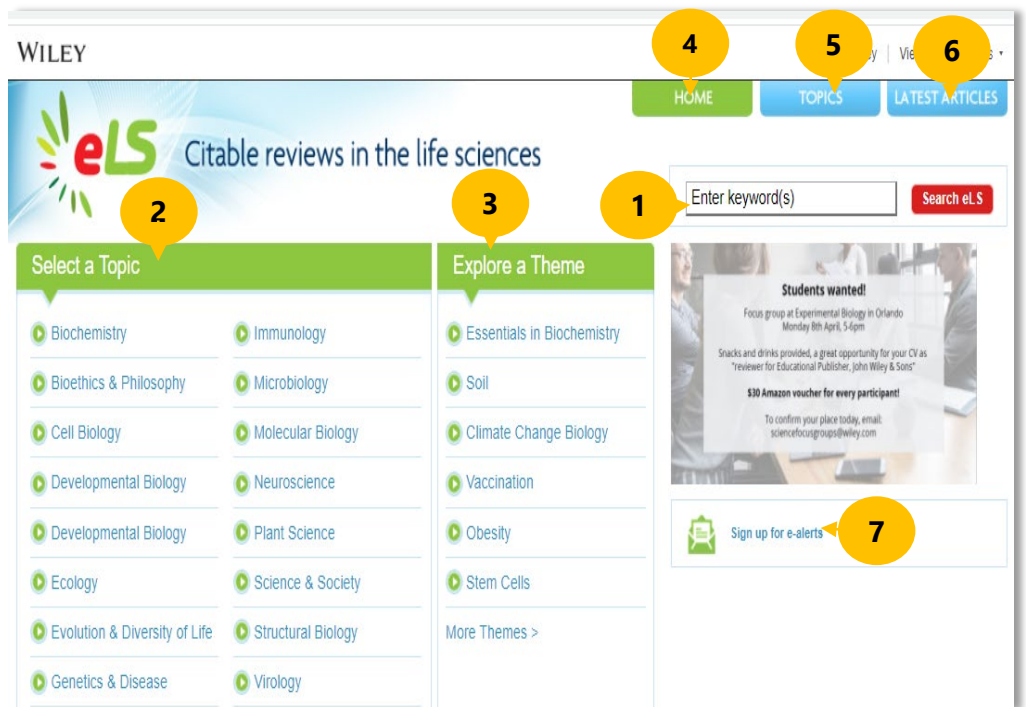 WILEY
4
5
6
HOME
TOPICS
LATEST ARTICLES
eLS
Citable reviews in the life sciences
1
Enter keyword(s)
Search eLS
2
3
Select a Topic
Biochemistry
Bioethics & Philosophy
Cell Biology
Developmental Biology
Developmental Biology
Ecology
Evolution & Diversity of Life
Genetics & Disease
Immunology
Microbiology
Molecular Biology
Neuroscience
Plant Science
Science & Society
Structural Biology
Virology
Explore a Theme
Essentials in Biochemistry
Soil
Climate Change Biology
Vaccination
Obesity
Stem Cells
More Themes >
Students wanted!
Focus group at Experimental Biology in Orlando
Monday 8th April, 5-6pm
Snacks and drinks provided, a great opportunity for your CV as
"reviewer for Educational Publisher, John Wiley & Sons"
$30 Amazon voucher for every participant!
To confirm your place today, email:
sciencefocusgroups@wiley.com
Sign up for e-alerts
7